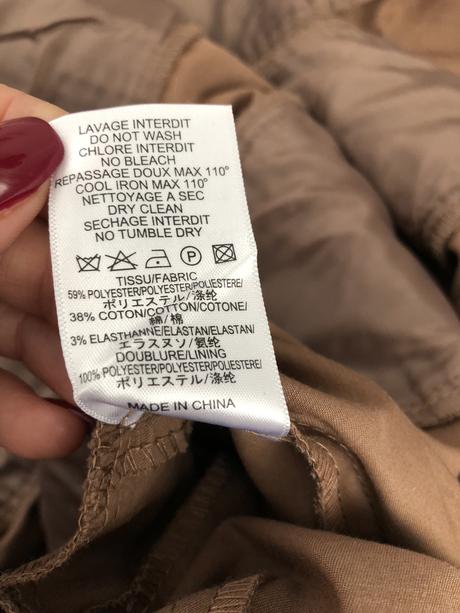 LAVAGE INTERDIT
DO NOT WASH
CHLORE INTERDIT
NO BLEACH
REPASSAGE DOUX MAX 110°
COOL IRON MAX 110°
NETTOYAGE A SEC
DRY CLEAN
SECHAGE INTERDIT
NO TUMBLE DRY
P
TISSU/FABRIC
59% POLYESTER/POLYESTER/POLIESTERE/
ポリエステル/涤纶
38% COTON/COTTON/COTONE/
綿/棉
3% ELASTHANNE/ELASTAN/ELASTAN/
エラスヌソ/氨纶
DOUBLURE/LINING
100% POLYESTER/POLYESTER/POLIESTERE/
ポリエステル/涤纶
MADE IN CHINA